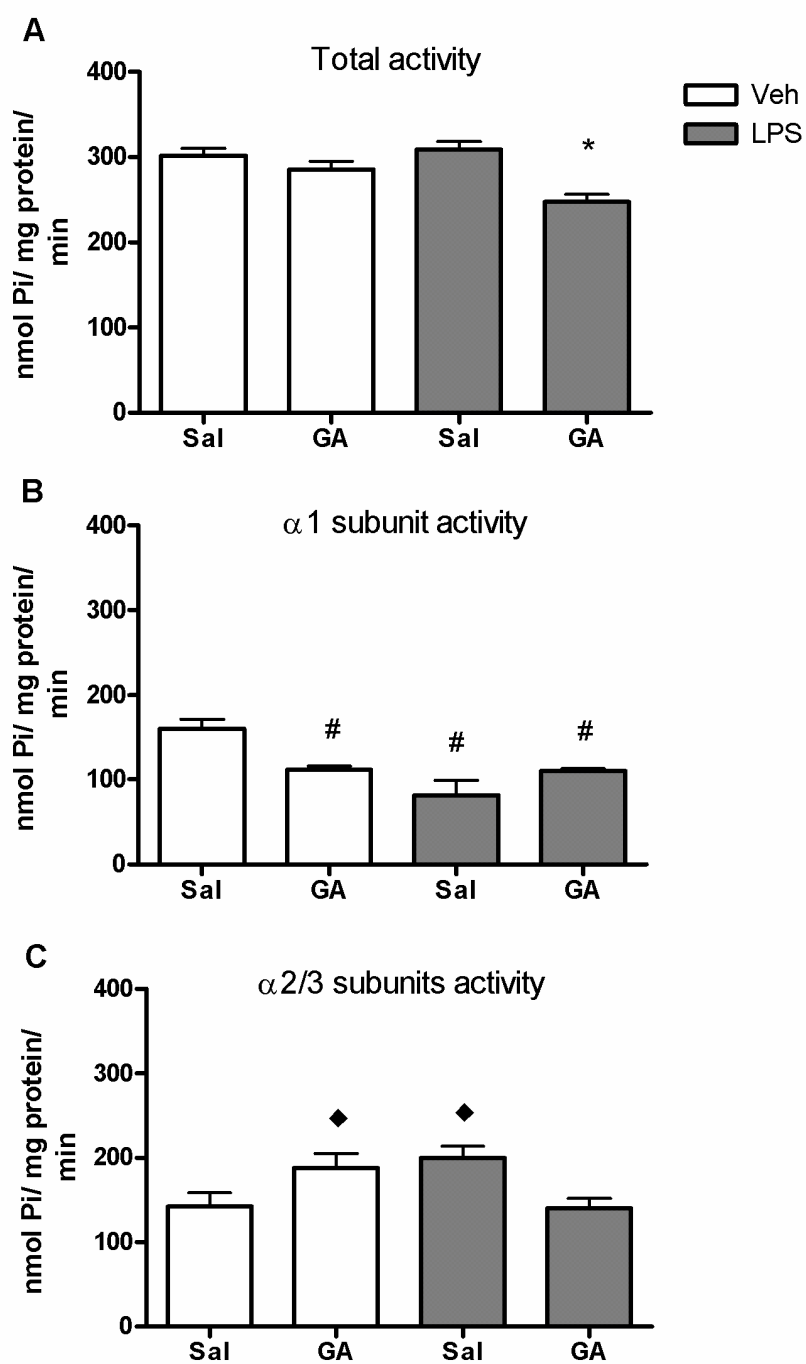 A
Total activity
Veh
LPS
nmol Pi/ mg protein/
min
400
300
200
100
0
*
Sal
GA
Sal
GA
B
α1 subunit activity
nmol Pi/ mg protein/
min
400
300
200
100
0
#
#
#
Sal
GA
Sal
GA
C
α2/3 subunits activity
nmol Pi/ mg protein/
min
400
300
200
100
0
◆
◆
Sal
GA
Sal
GA